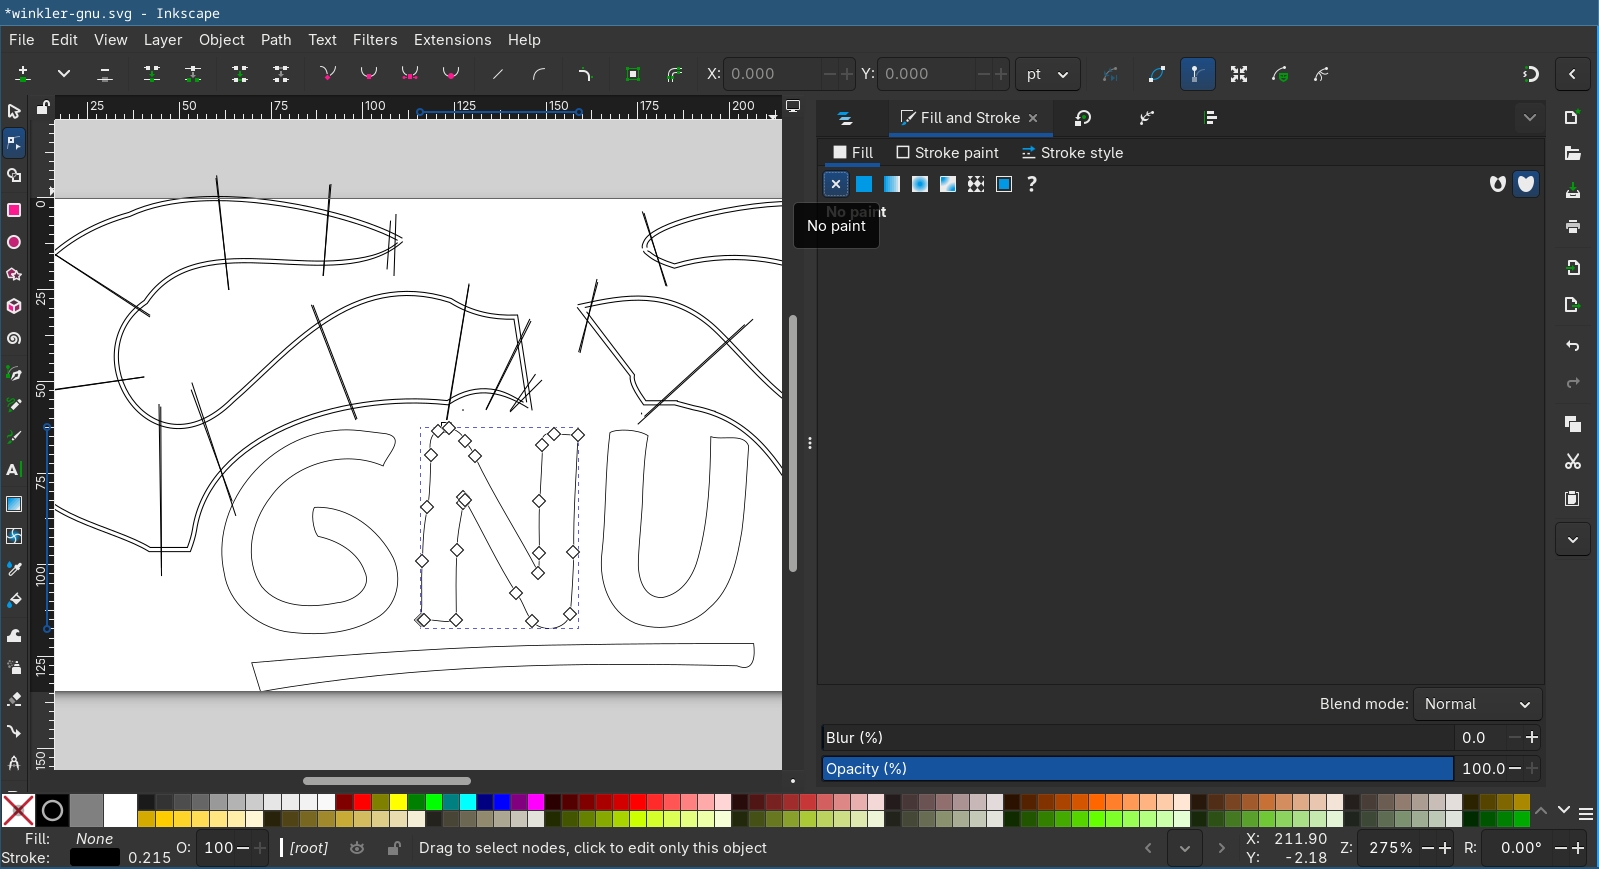 *winkler-gnu.svg - Inkscape
File Edit View Layer Object Path Text Filters Extensions Help
X: 0.000 Y: 0.000 pt
25 50 75 100 125 150 175 200
Fill and Stroke
Fill Stroke paint Stroke style
?
No paint
No paint
0
25
50
75
100
125
150
GNU
A
Blend mode: Normal
Blur (%) 0.0
Opacity (%) 100.0
Fill: None
Stroke: 0.215
O: 100
[root]
Drag to select nodes, click to edit only this object
X: 211.90
Y: -2.18
Z: 275%
R: 0.00°